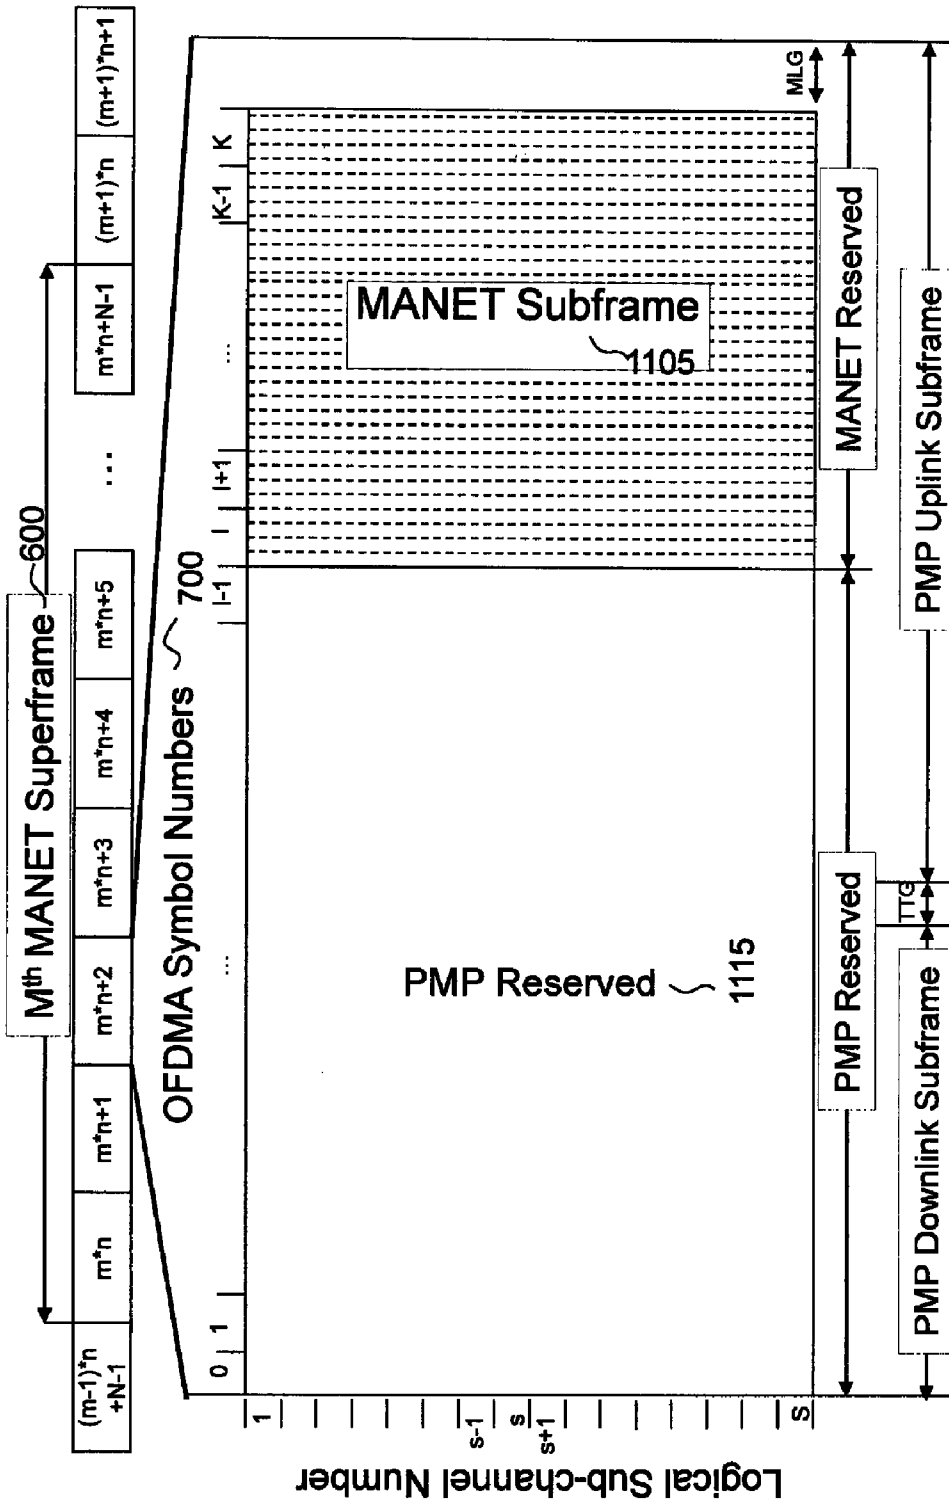 Mth MANET Superframe 600
(m-1)*n
+N-1
m*n
m*n+1
m*n+2
m*n+3
m*n+4
m*n+5
...
m*n+N-1
(m+1)*n
(m+1)*n+1
OFDMA Symbol Numbers 700
0
1
...
l-1
l
l+1
...
K-1
K
Logical Sub-channel Number
1
s-1
s
s+1
S
PMP Reserved 1115
MANET Subframe
1105
MLG
PMP Reserved
MANET Reserved
PMP Downlink Subframe
TTG
PMP Uplink Subframe